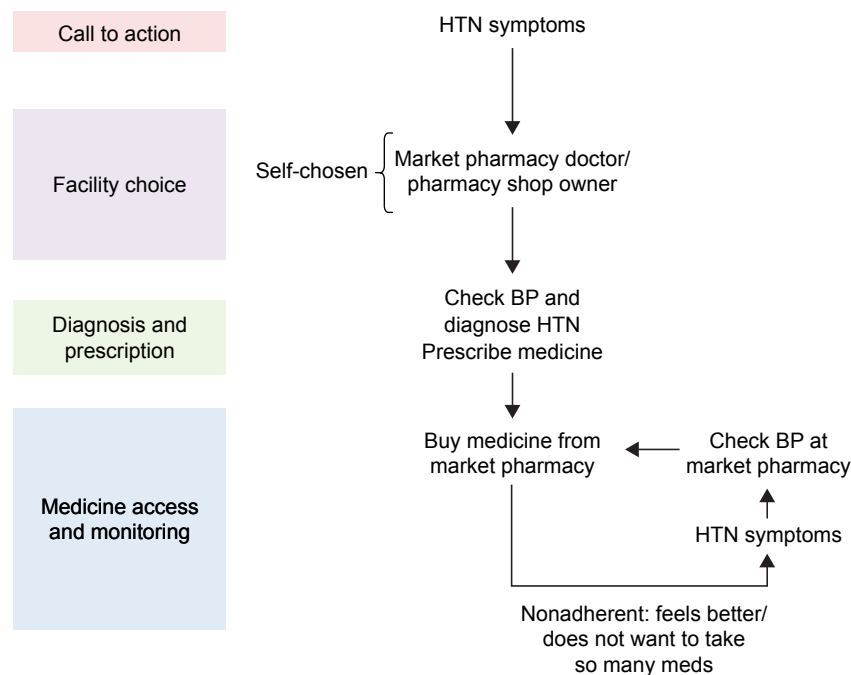 Call to action
HTN symptoms
Facility choice
Self-chosen
Market pharmacy doctor/
pharmacy shop owner
Diagnosis and
prescription
Check BP and
diagnose HTN
Prescribe medicine
Medicine access
and monitoring
Buy medicine from
market pharmacy
Check BP at
market pharmacy
HTN symptoms
Nonadherent: feels better/
does not want to take
so many meds